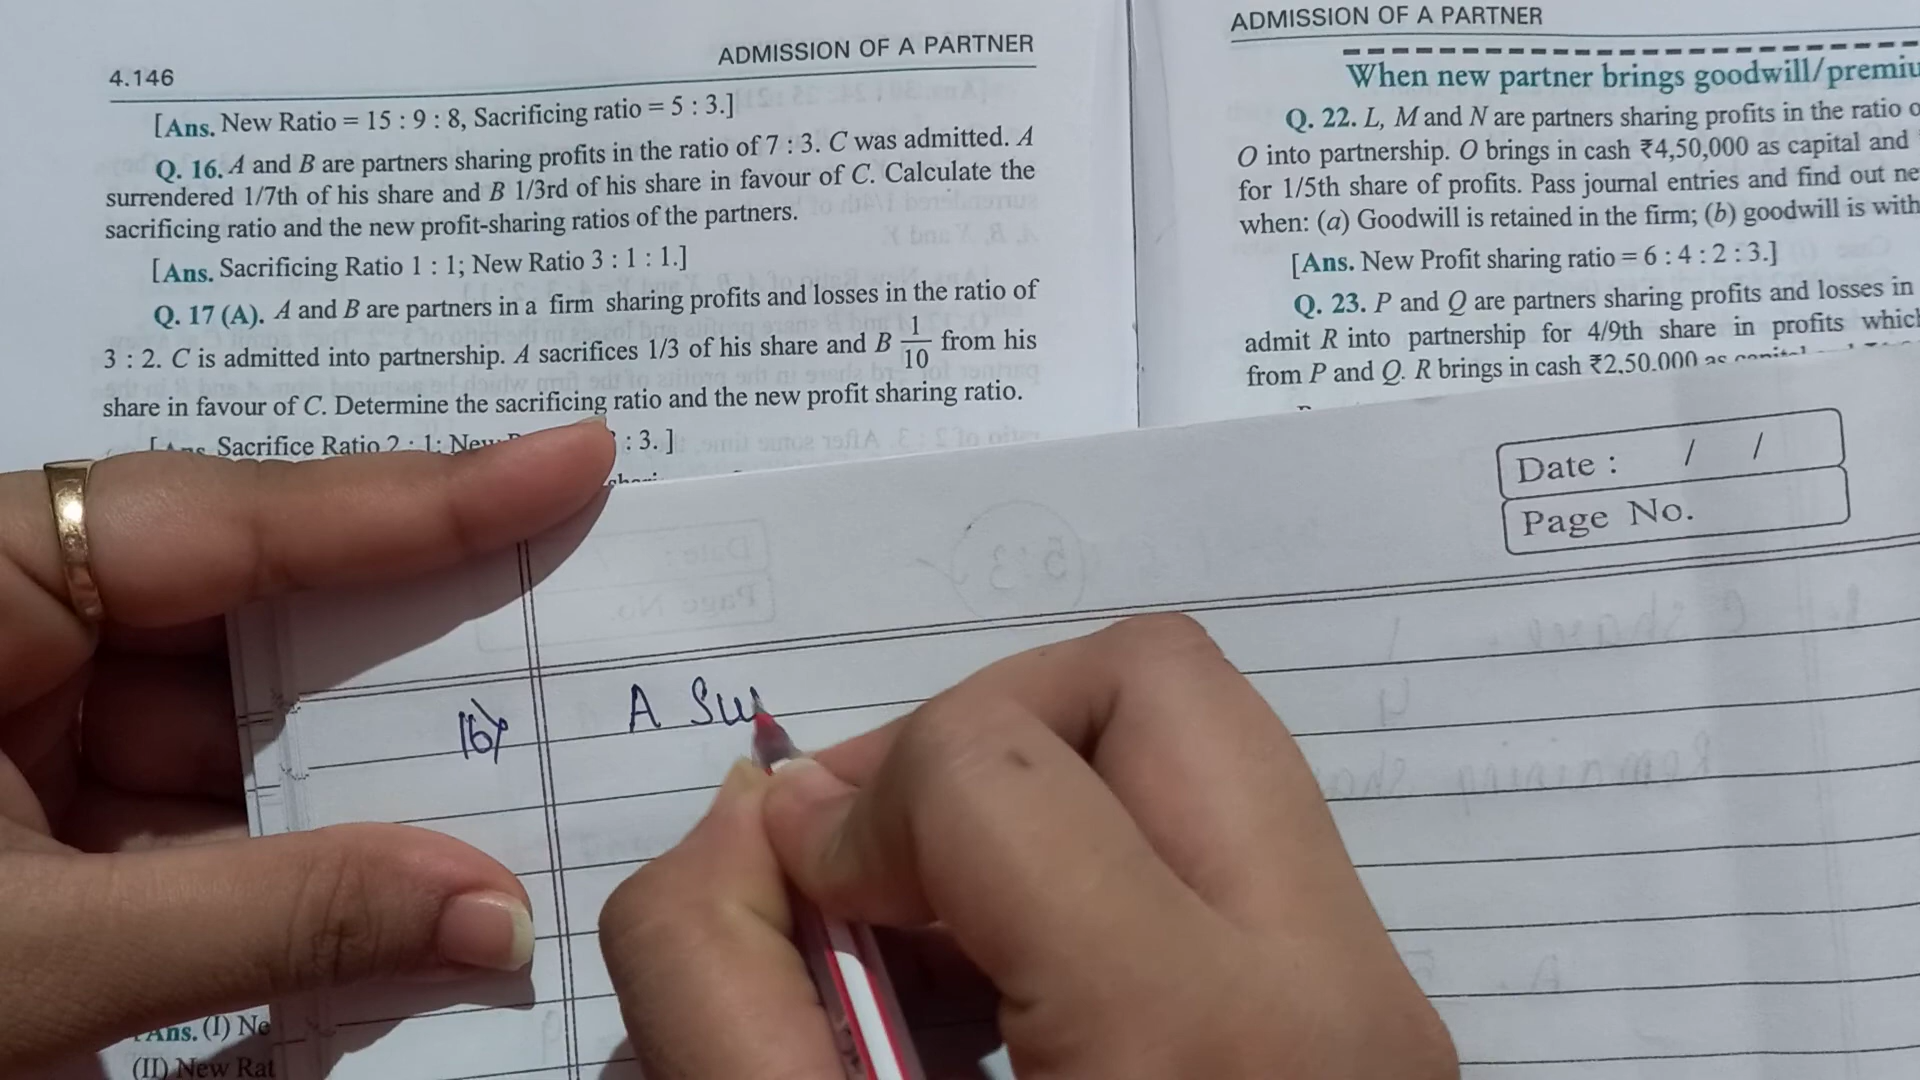 4.146
ADMISSION OF A PARTNER
[Ans. New Ratio = 15 : 9 : 8, Sacrificing ratio = 5 : 3.]
Q. 16. A and B are partners sharing profits in the ratio of 7 : 3. C was admitted. A
surrendered 1/7th of his share and B 1/3rd of his share in favour of C. Calculate the
sacrificing ratio and the new profit-sharing ratios of the partners.
[Ans. Sacrificing Ratio 1 : 1; New Ratio 3 : 1 : 1.]
Q. 17 (A). A and B are partners in a firm sharing profits and losses in the ratio of
3 : 2. C is admitted into partnership. A sacrifices 1/3 of his share and B 1/10 from his
share in favour of C. Determine the sacrificing ratio and the new profit sharing ratio.
[Ans. Sacrifice Ratio 2 : 1; New : 3. ]
Ans. (I) Ne
(II) New Rat
ADMISSION OF A PARTNER
When new partner brings goodwill/premiu
Q. 22. L, M and N are partners sharing profits in the ratio o
O into partnership. O brings in cash ₹4,50,000 as capital and
for 1/5th share of profits. Pass journal entries and find out ne
when: (a) Goodwill is retained in the firm; (b) goodwill is with
[Ans. New Profit sharing ratio = 6 : 4 : 2 : 3.]
Q. 23. P and Q are partners sharing profits and losses in
admit R into partnership for 4/9th share in profits which
from P and Q. R brings in cash ₹2,50,000 as
Date : / /
Page No.
16) A Su